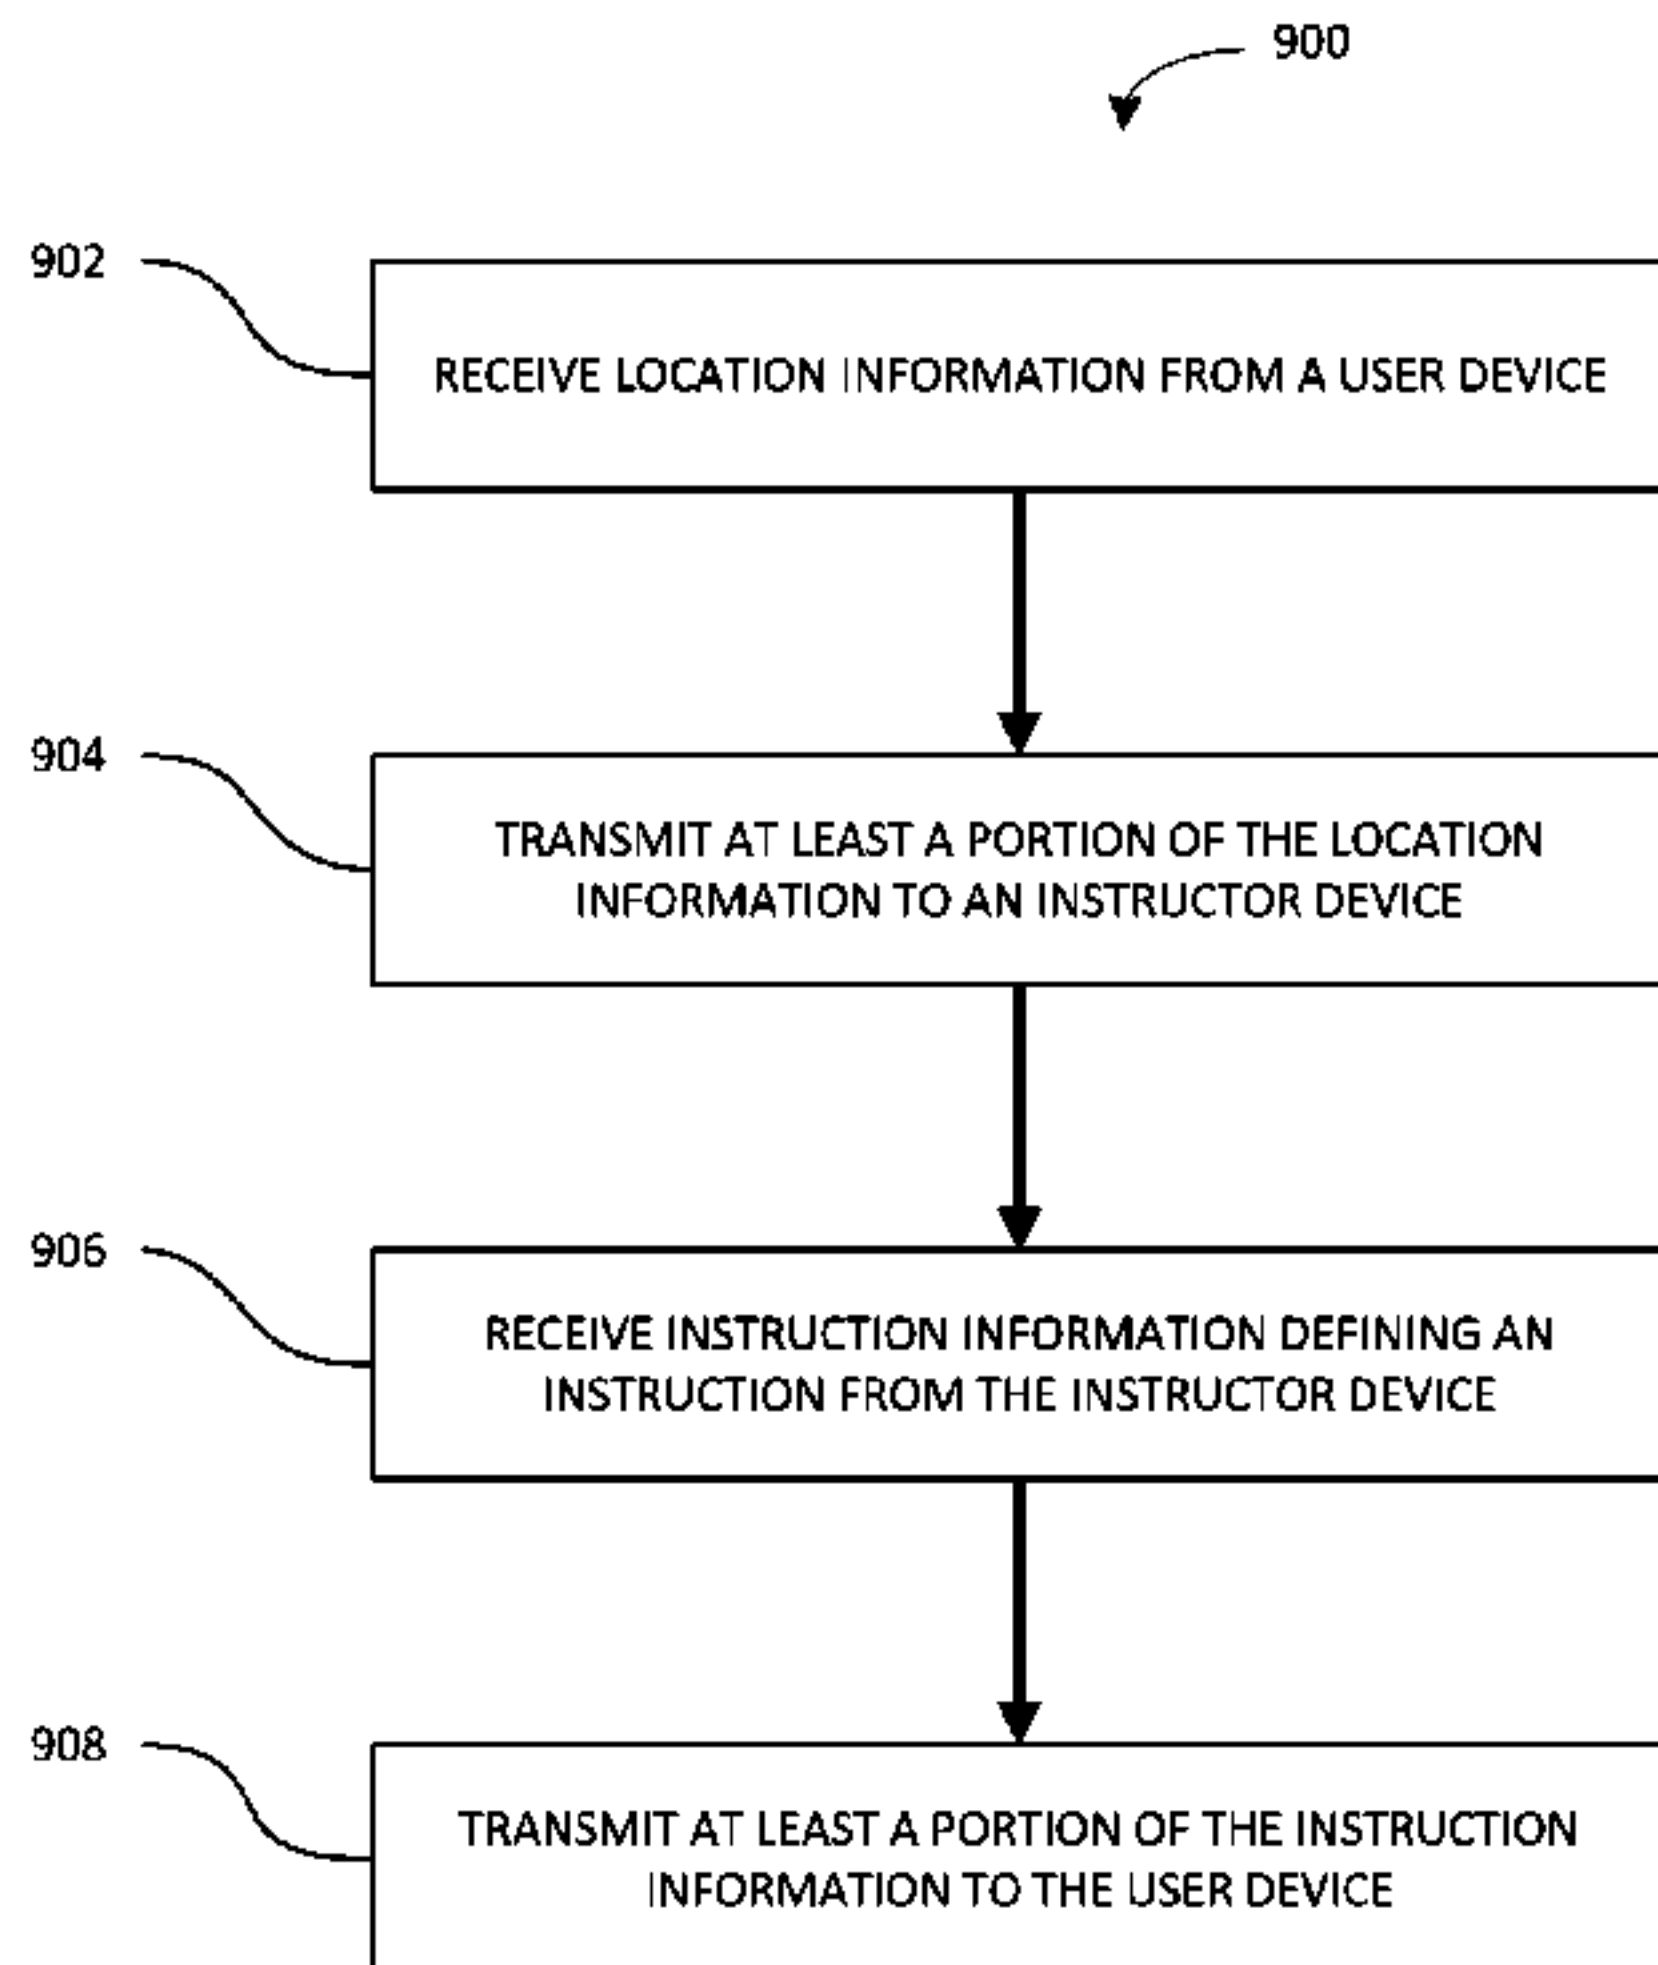 900
902
RECEIVE LOCATION INFORMATION FROM A USER DEVICE
904
TRANSMIT AT LEAST A PORTION OF THE LOCATION
INFORMATION TO AN INSTRUCTOR DEVICE
906
RECEIVE INSTRUCTION INFORMATION DEFINING AN
INSTRUCTION FROM THE INSTRUCTOR DEVICE
908
TRANSMIT AT LEAST A PORTION OF THE INSTRUCTION
INFORMATION TO THE USER DEVICE